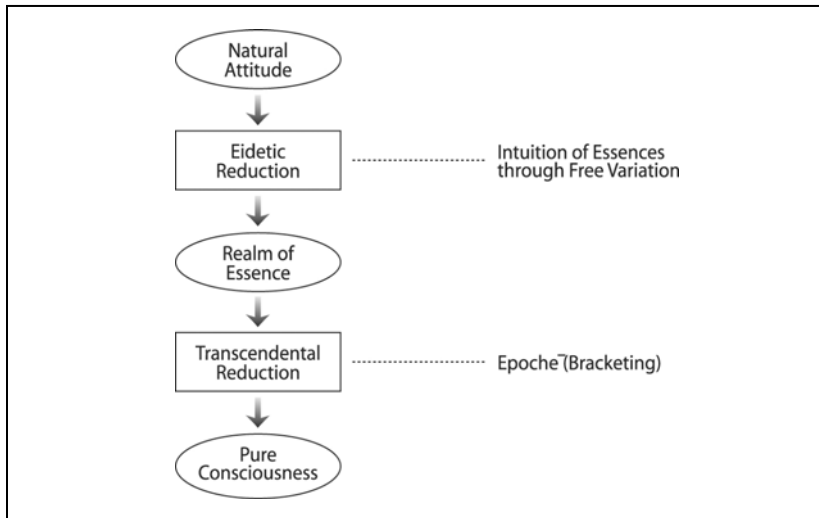 Natural
Attitude
Eidetic
Reduction
Intuition of Essences
through Free Variation
Realm of
Essence
Transcendental
Reduction
Epoche¯(Bracketing)
Pure
Consciousness